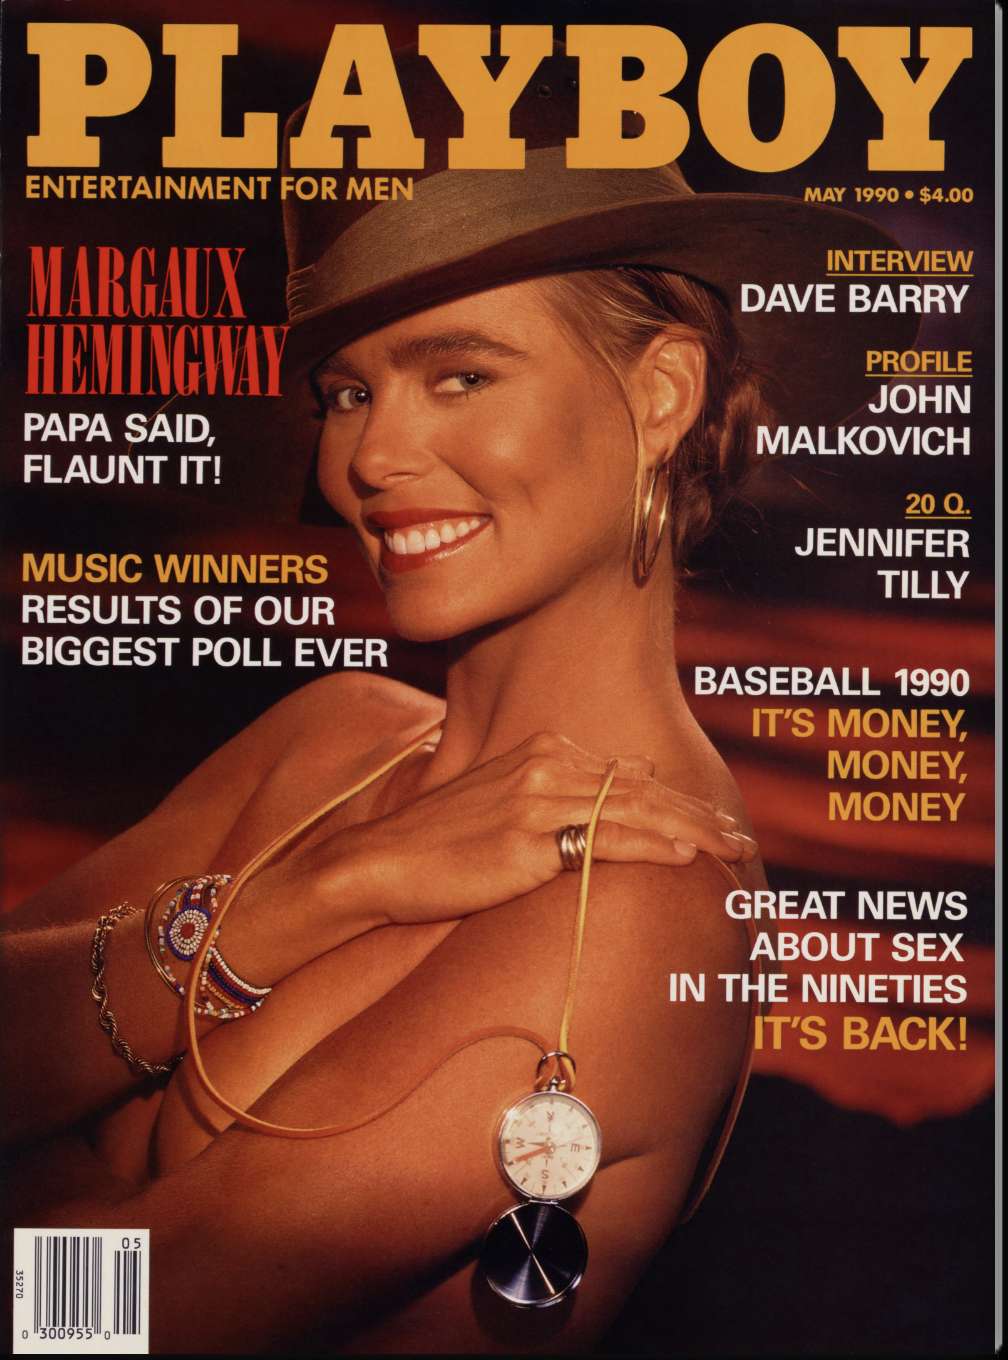 PLAYBOY
ENTERTAINMENT FOR MEN
MAY 1990 • $4.00
MARGAUX
HEMINGWAY
PAPA SAID,
FLAUNT IT!
MUSIC WINNERS
RESULTS OF OUR
BIGGEST POLL EVER
INTERVIEW
DAVE BARRY
PROFILE
JOHN
MALKOVICH
20 Q.
JENNIFER
TILLY
BASEBALL 1990
IT'S MONEY,
MONEY,
MONEY
GREAT NEWS
ABOUT SEX
IN THE NINETIES
IT'S BACK!
W
E
S
05
35270
0 300955 0